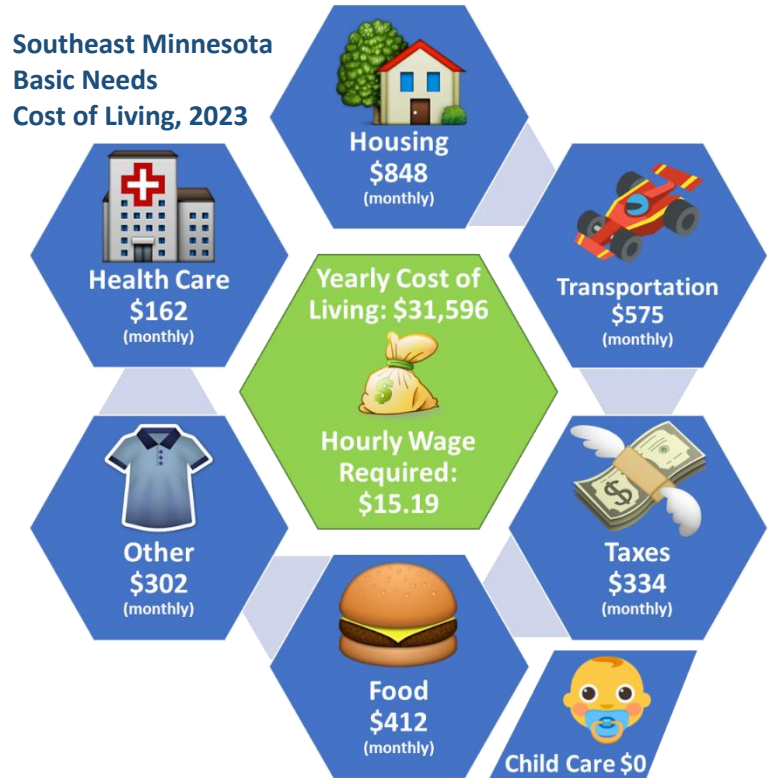 Southeast Minnesota
Basic Needs
Cost of Living, 2023
Housing
$848
(monthly)
Health Care
$162
(monthly)
Yearly Cost of
Living: $31,596
Transportation
$575
(monthly)
$
Hourly Wage
Required:
$15.19
$
Other
$302
(monthly)
Taxes
$334
(monthly)
Food
$412
(monthly)
Child Care $0